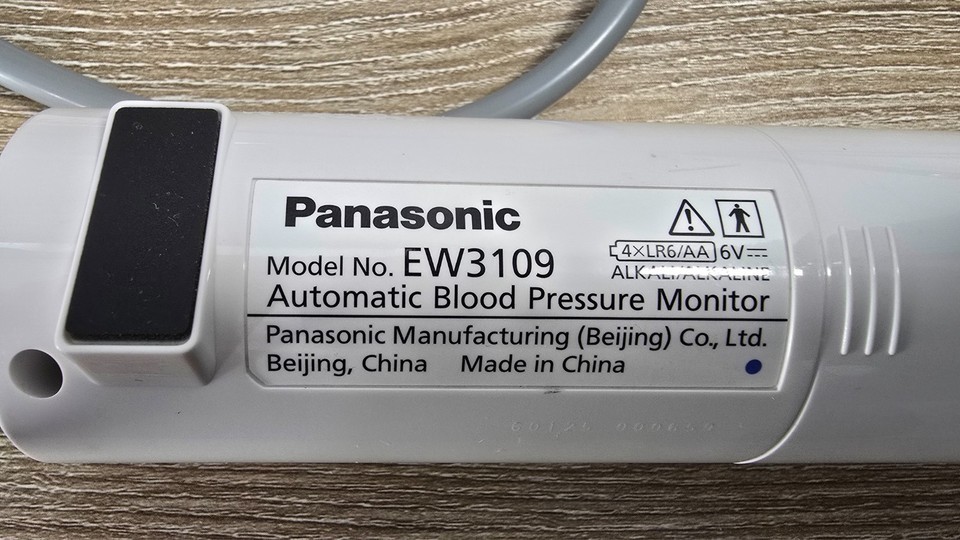 Panasonic
Model No. EW3109
4×LR6/AA 6V
ALKALI/ALKALINE
Automatic Blood Pressure Monitor
Panasonic Manufacturing (Beijing) Co., Ltd.
Beijing, China Made in China